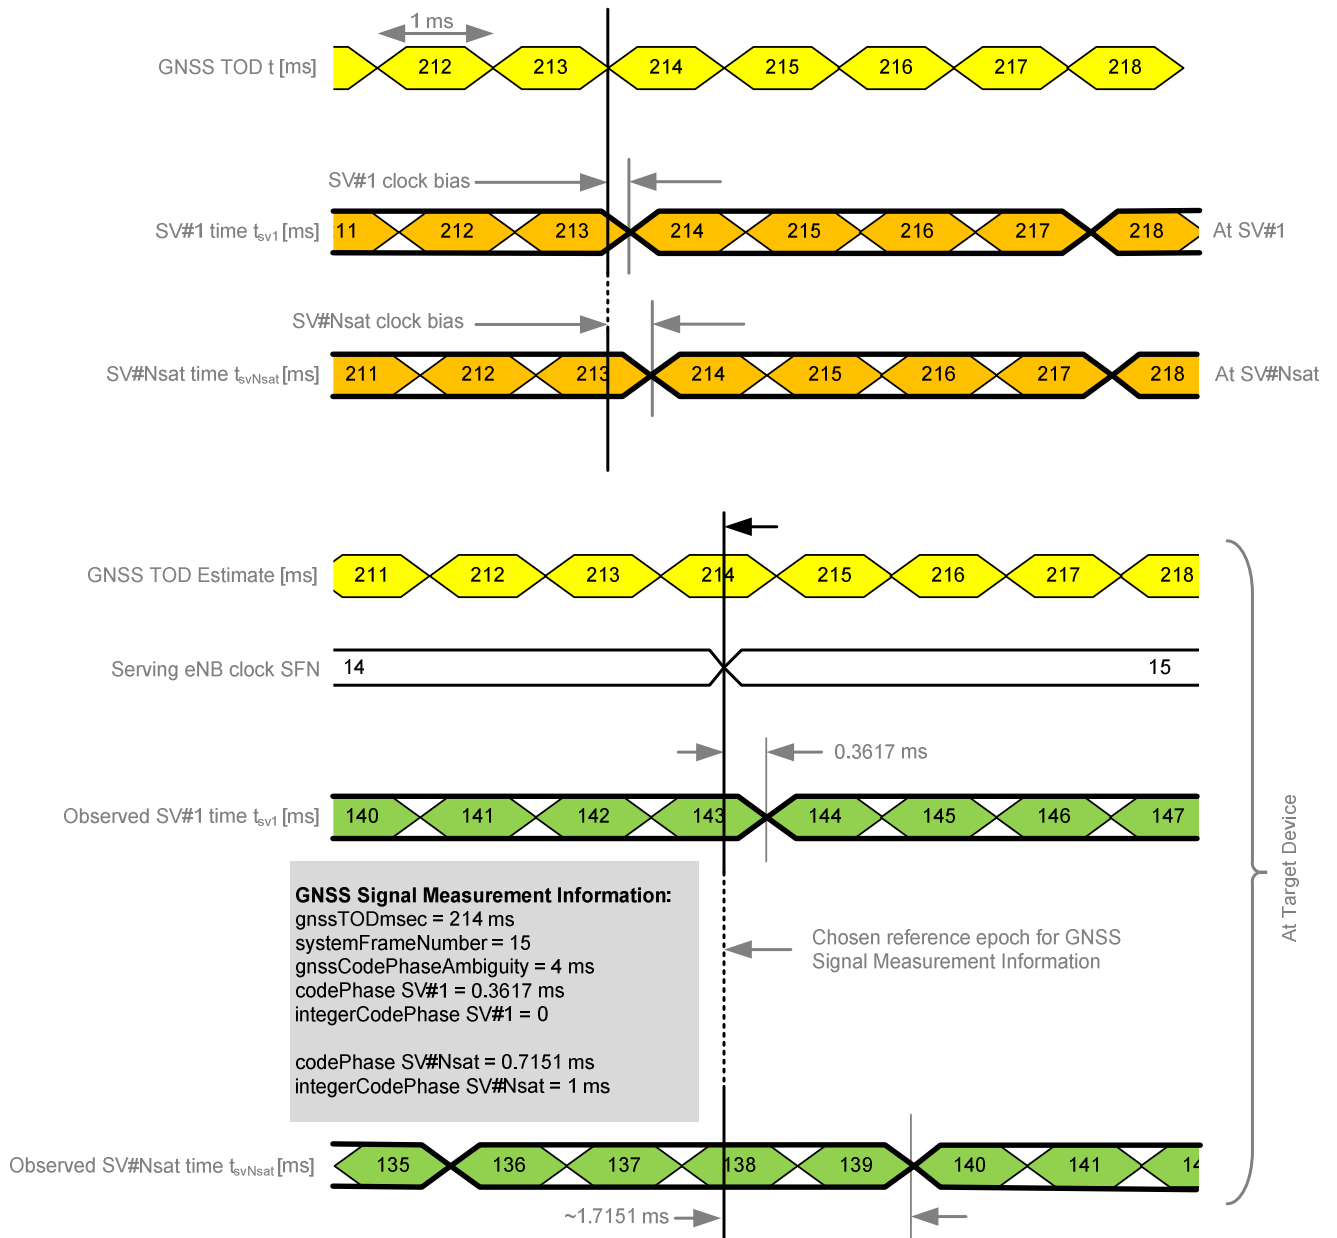 1 ms
GNSS TOD t [ms]
212 213 214 215 216 217 218
SV#1 clock bias
SV#1 time tsv1 [ms]
11 212 213 214 215 216 217 218
At SV#1
SV#Nsat clock bias
SV#Nsat time tsvNsat [ms]
211 212 213 214 215 216 217 218
At SV#Nsat
GNSS TOD Estimate [ms]
211 212 213 214 215 216 217 218
Serving eNB clock SFN
14 15
0.3617 ms
Observed SV#1 time tsv1 [ms]
140 141 142 143 144 145 146 147
At Target Device
GNSS Signal Measurement Information:
gnssTODmsec = 214 ms
systemFrameNumber = 15
gnssCodePhaseAmbiguity = 4 ms
codePhase SV#1 = 0.3617 ms
integerCodePhase SV#1 = 0
codePhase SV#Nsat = 0.7151 ms
integerCodePhase SV#Nsat = 1 ms
Chosen reference epoch for GNSS
Signal Measurement Information
Observed SV#Nsat time tsvNsat [ms]
135 136 137 138 139 140 141 14
~1.7151 ms